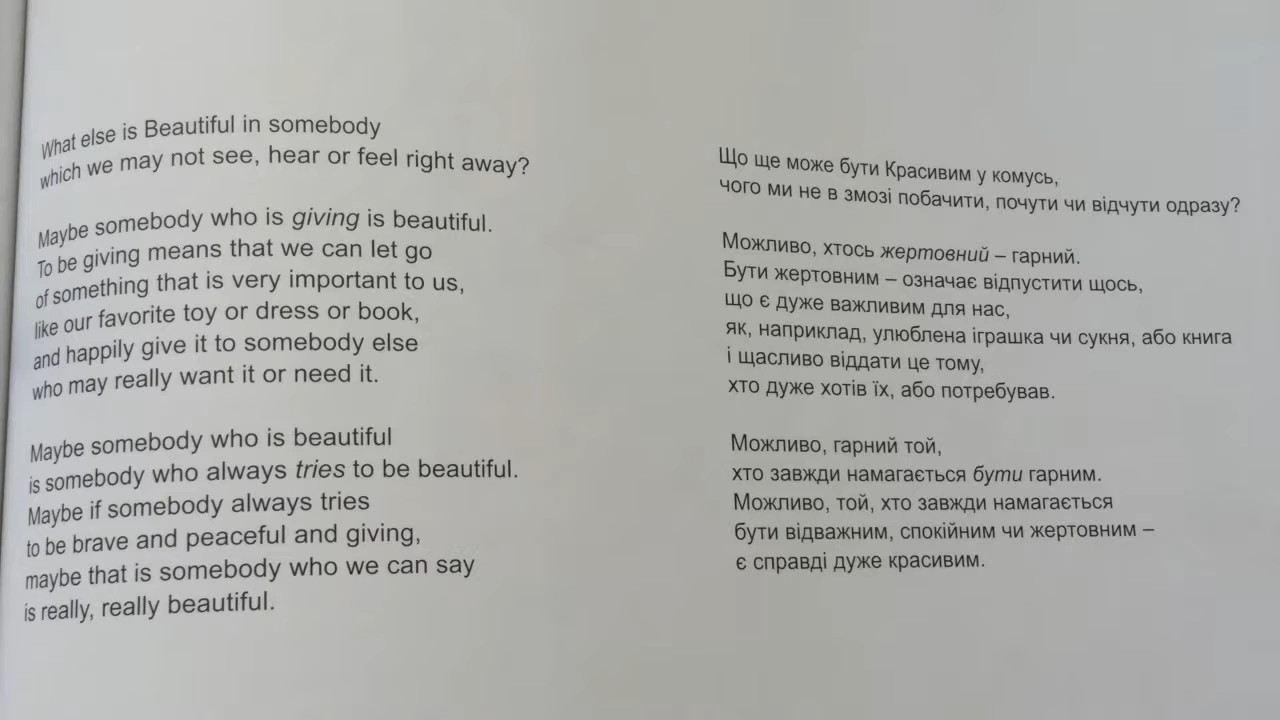 What else is Beautiful in somebody
which we may not see, hear or feel right away?
Maybe somebody who is giving is beautiful.
To be giving means that we can let go
of something that is very important to us,
like our favorite toy or dress or book,
and happily give it to somebody else
who may really want it or need it.
Maybe somebody who is beautiful
is somebody who always tries to be beautiful.
Maybe if somebody always tries
to be brave and peaceful and giving,
maybe that is somebody who we can say
is really, really beautiful.
Що ще може бути Красивим у комусь,
чого ми не в змозі побачити, почути чи відчути одразу?
Можливо, хтось жертовний – гарний.
Бути жертовним – означає відпустити щось,
що є дуже важливим для нас,
як, наприклад, улюблена іграшка чи сукня, або книга
і щасливо віддати це тому,
хто дуже хотів їх, або потребував.
Можливо, гарний той,
хто завжди намагається бути гарним.
Можливо, той, хто завжди намагається
бути відважним, спокійним чи жертовним –
є справді дуже красивим.